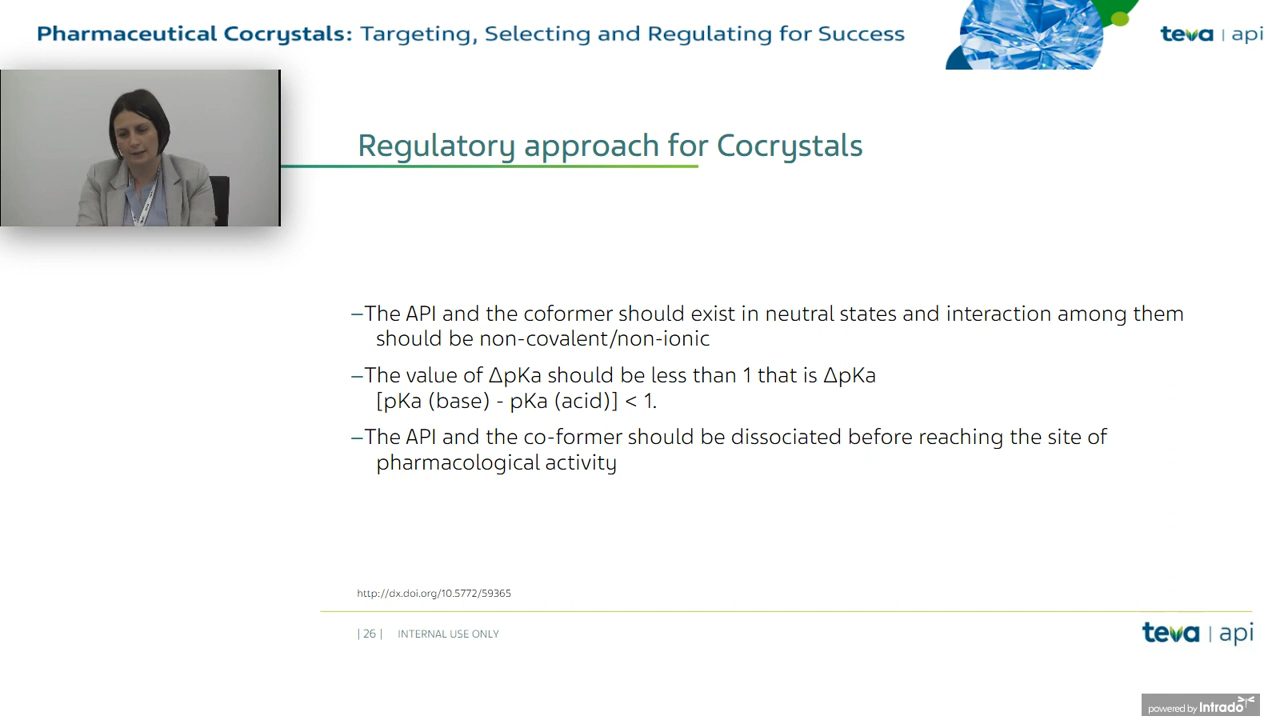 Pharmaceutical Cocrystals: Targeting, Selecting and Regulating for Success
teva | api
Regulatory approach for Cocrystals
–The API and the coformer should exist in neutral states and interaction among them
should be non-covalent/non-ionic
–The value of ΔpKa should be less than 1 that is ΔpKa
[pKa (base) - pKa (acid)] < 1.
–The API and the co-former should be dissociated before reaching the site of
pharmacological activity
http://dx.doi.org/10.5772/59365
| 26 | INTERNAL USE ONLY
teva | api
powered by Intrado